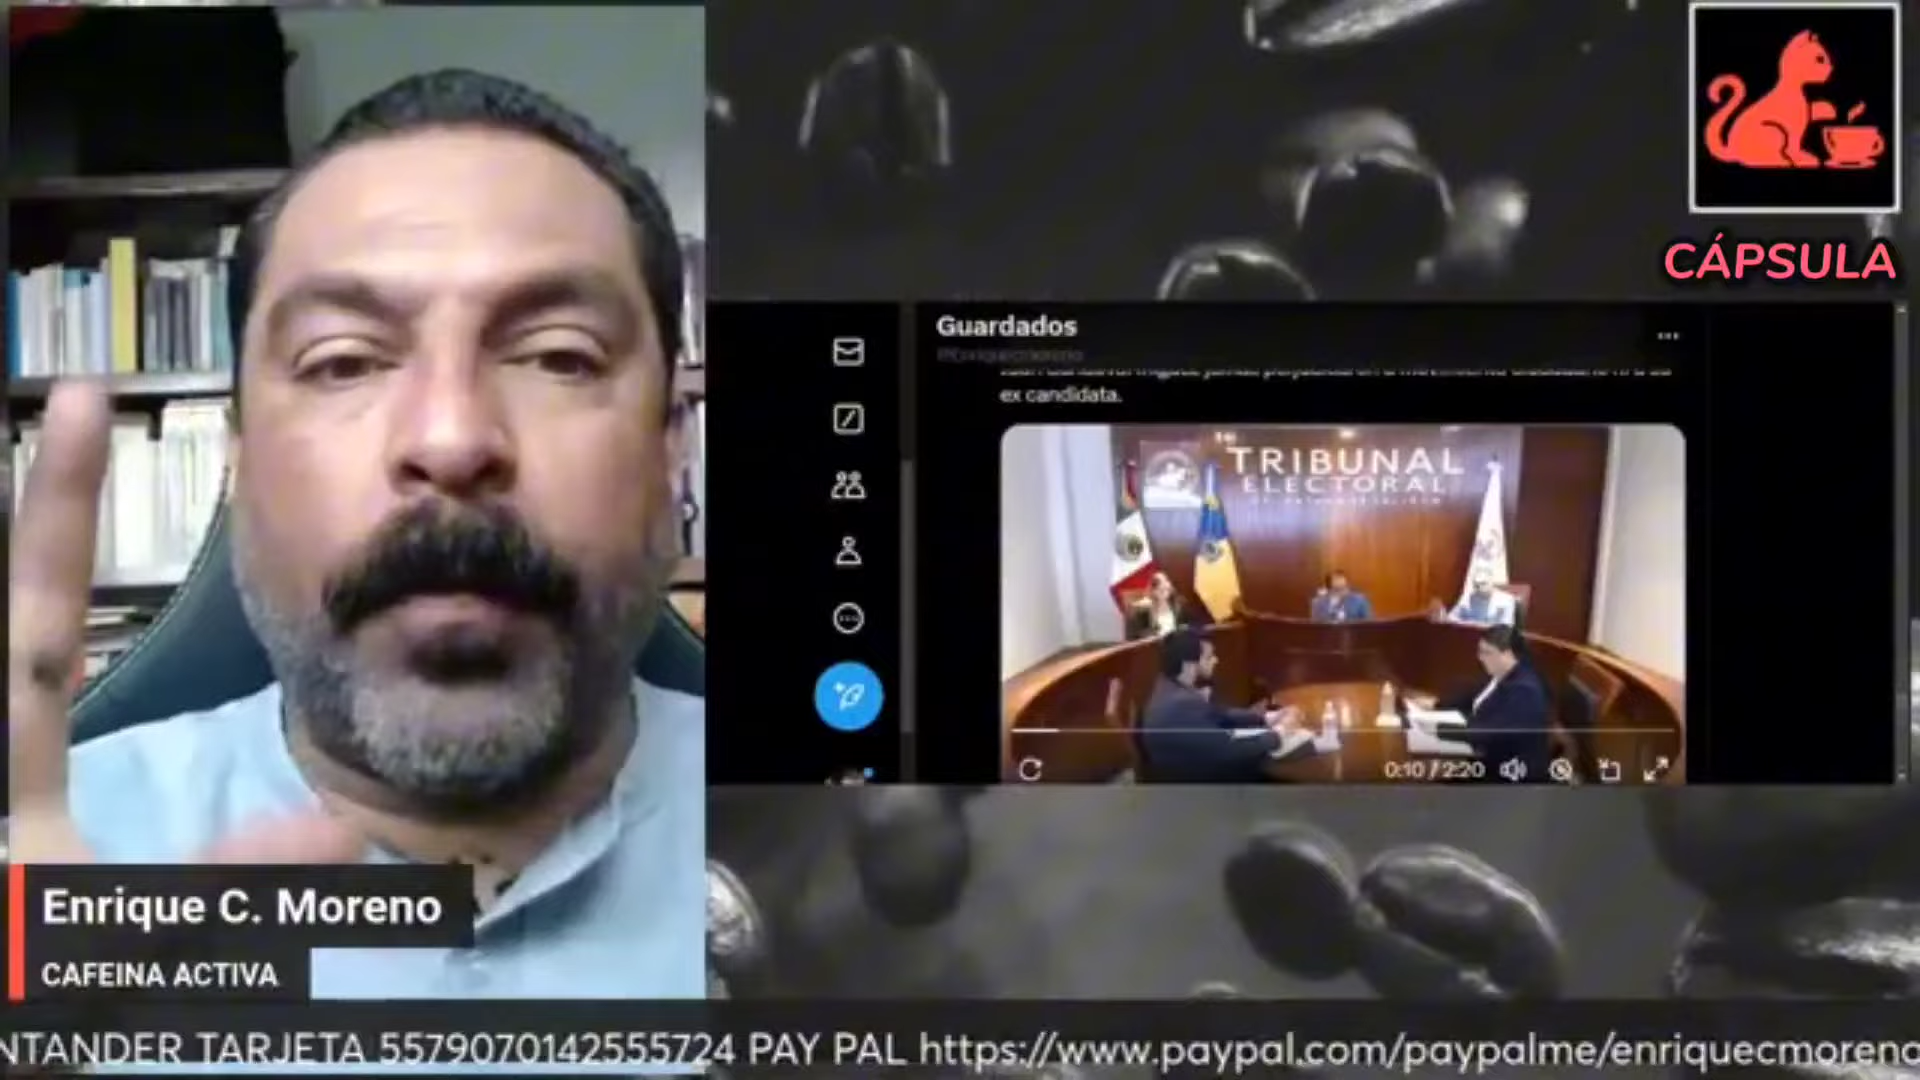 CÁPSULA
Guardados
@Enriquecmoreno
ex candidata.
TRIBUNAL
ELECTORAL
0:10 / 2:20
Enrique C. Moreno
CAFEINA ACTIVA
NTANDER TARJETA 5579070142555724 PAY PAL https://www.paypal.com/paypalme/enriquecmoreno